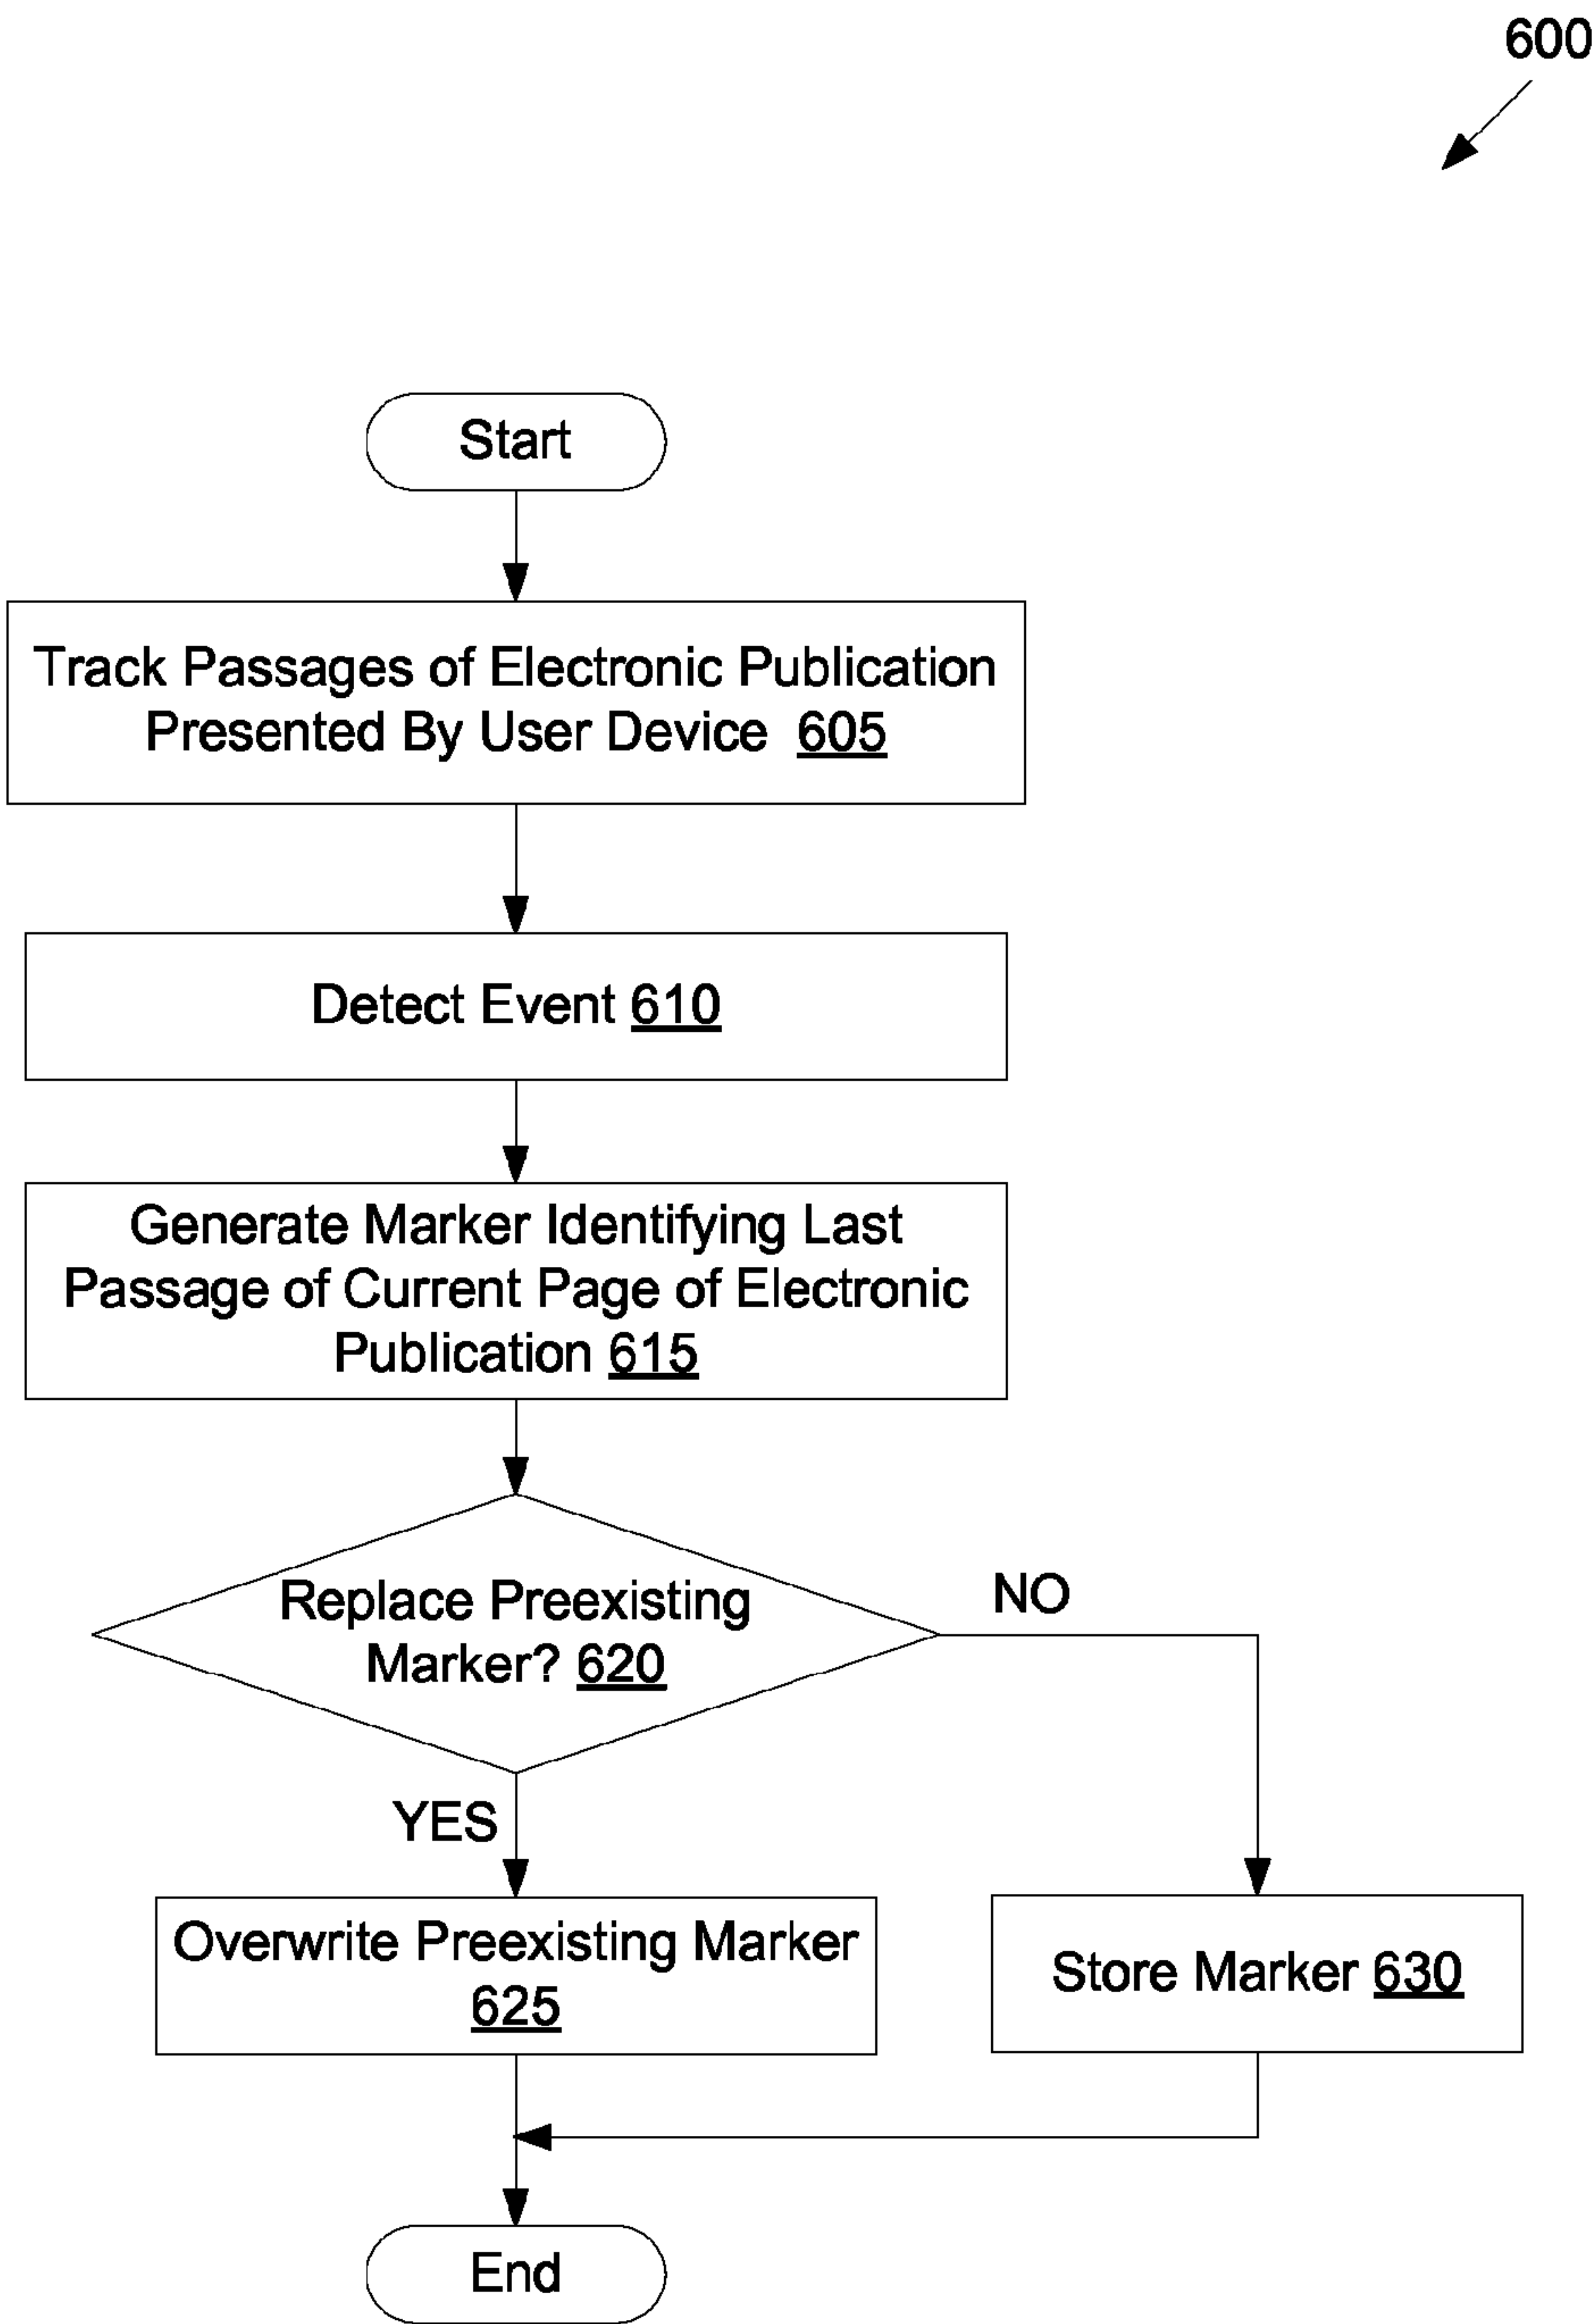 600
Start
Track Passages of Electronic Publication
Presented By User Device 605
Detect Event 610
Generate Marker Identifying Last
Passage of Current Page of Electronic
Publication 615
Replace Preexisting
Marker? 620
NO
YES
Overwrite Preexisting Marker
625
Store Marker 630
End